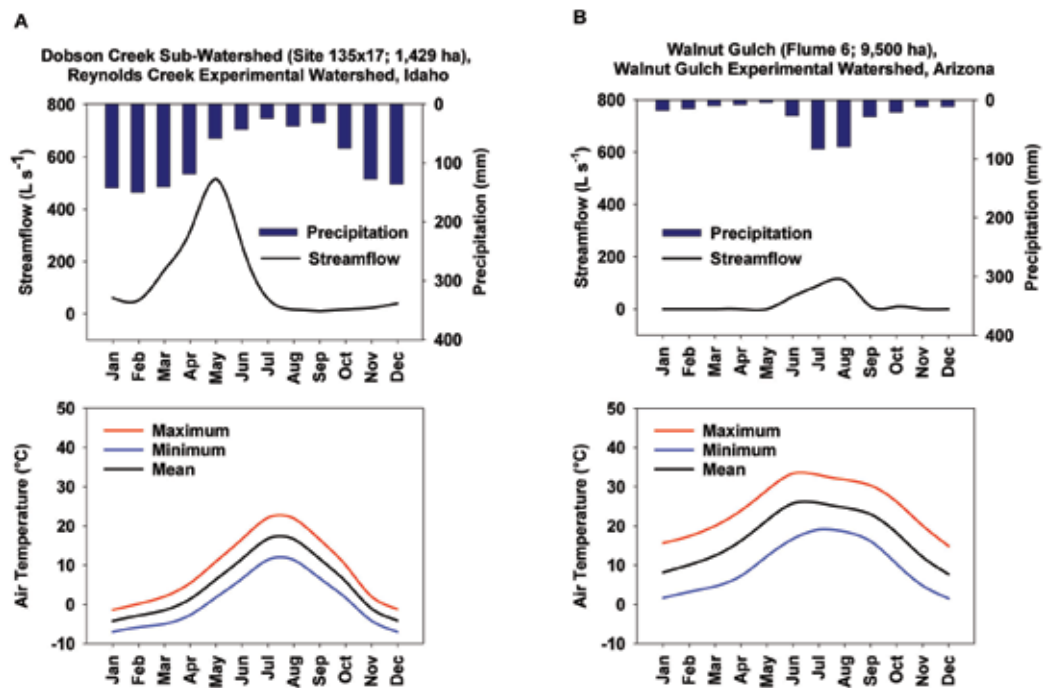 A
Dobson Creek Sub-Watershed (Site 135x17; 1,429 ha),
Reynolds Creek Experimental Watershed, Idaho
800
600
400
200
0
Streamflow (L s⁻¹)
0
100
200
300
400
Precipitation (mm)
Precipitation
Streamflow
Jan
Feb
Mar
Apr
May
Jun
Jul
Aug
Sep
Oct
Nov
Dec
50
40
30
20
10
0
-10
Air Temperature (°C)
Maximum
Minimum
Mean
Jan
Feb
Mar
Apr
May
Jun
Jul
Aug
Sep
Oct
Nov
Dec
B
Walnut Gulch (Flume 6; 9,500 ha),
Walnut Gulch Experimental Watershed, Arizona
800
600
400
200
0
Streamflow (L s⁻¹)
0
100
200
300
400
Precipitation (mm)
Precipitation
Streamflow
Jan
Feb
Mar
Apr
May
Jun
Jul
Aug
Sep
Oct
Nov
Dec
50
40
30
20
10
0
-10
Air Temperature (°C)
Maximum
Minimum
Mean
Jan
Feb
Mar
Apr
May
Jun
Jul
Aug
Sep
Oct
Nov
Dec